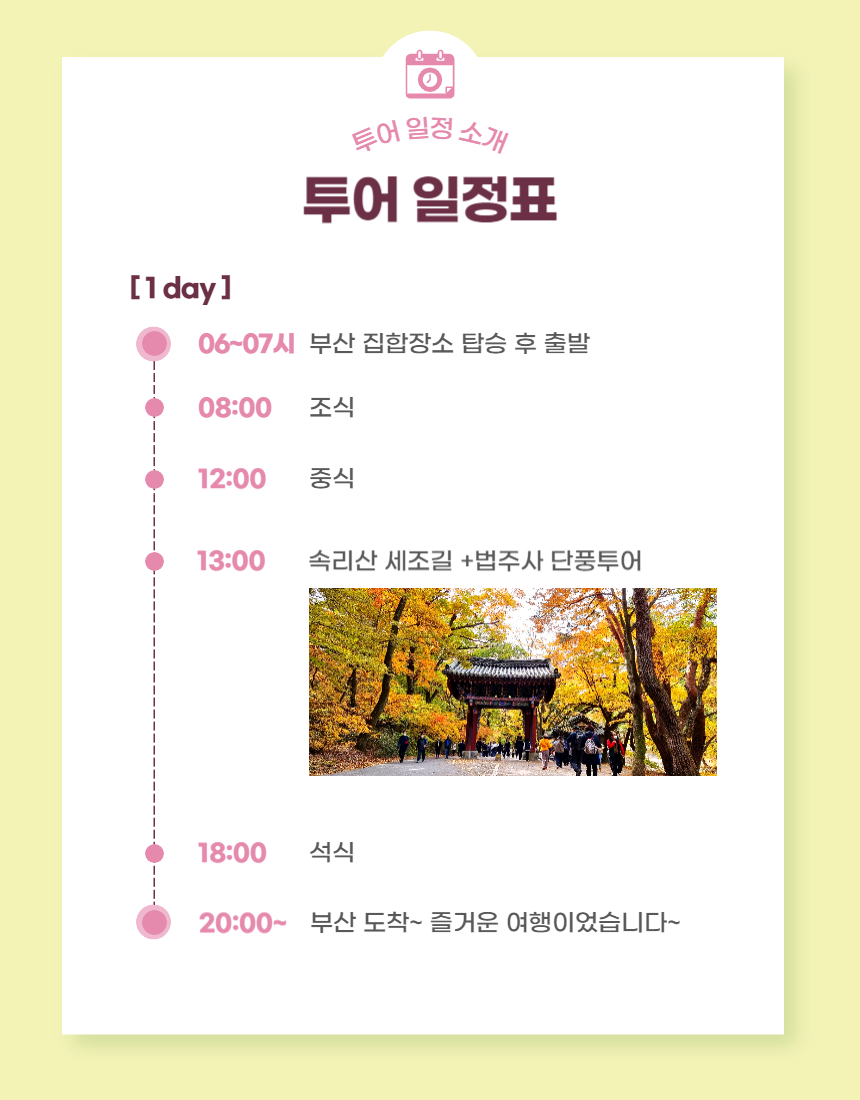 투어 일정 소개
투어 일정표
[ 1 day ]
06~07시 부산 집합장소 탑승 후 출발
08:00 조식
12:00 중식
13:00 속리산 세조길 +법주사 단풍투어
18:00 석식
20:00~ 부산 도착~ 즐거운 여행이었습니다~